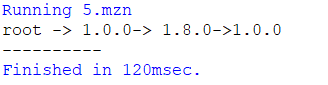 Running 5.mzn
root -> 1.0.0-> 1.8.0->1.0.0
----------
Finished in 120msec.